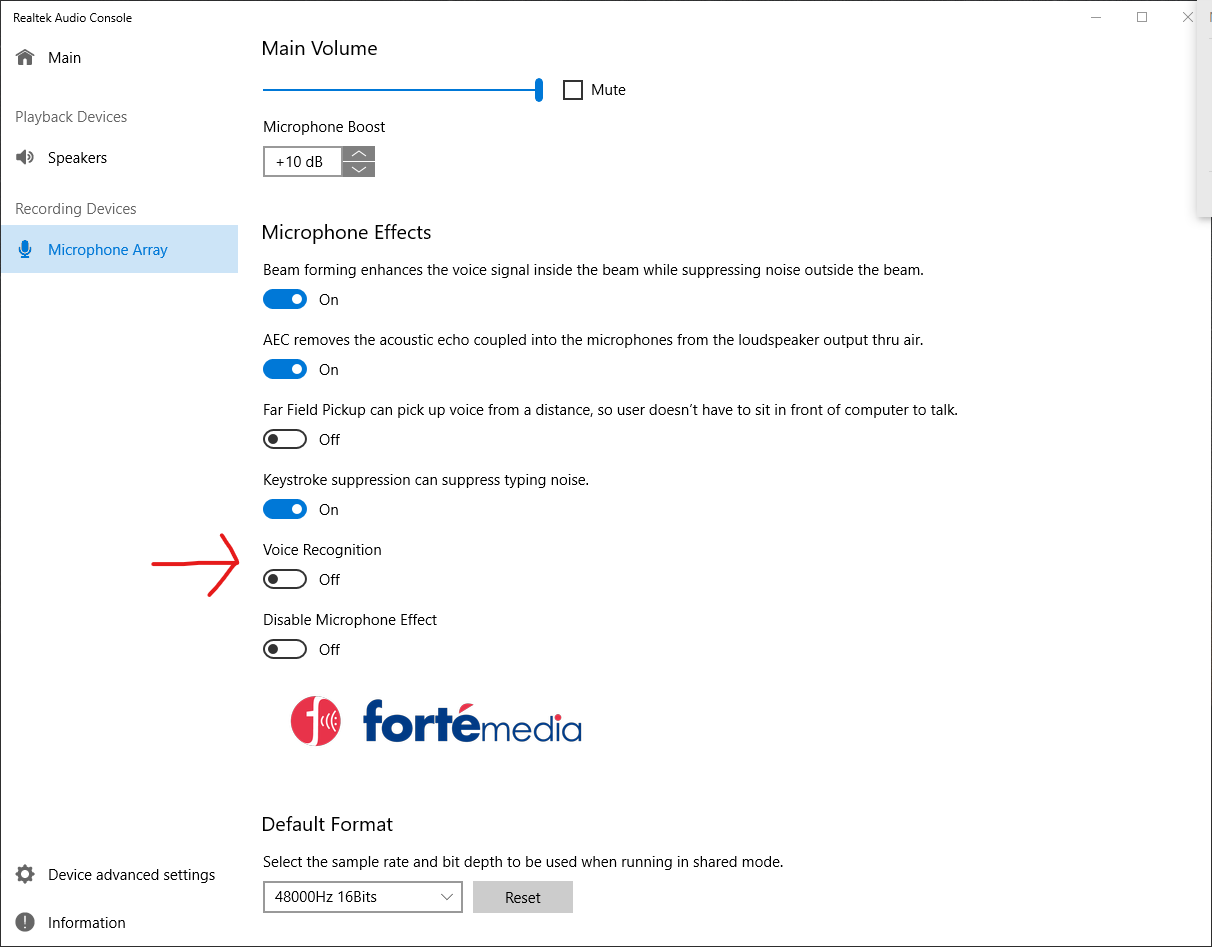 Realtek Audio Console
Main
Playback Devices
Speakers
Recording Devices
Microphone Array
Device advanced settings
Information
Main Volume
Mute
Microphone Boost
+10 dB
Microphone Effects
Beam forming enhances the voice signal inside the beam while suppressing noise outside the beam.
On
AEC removes the acoustic echo coupled into the microphones from the loudspeaker output thru air.
On
Far Field Pickup can pick up voice from a distance, so user doesn’t have to sit in front of computer to talk.
Off
Keystroke suppression can suppress typing noise.
On
Voice Recognition
Off
Disable Microphone Effect
Off
fortémedia
Default Format
Select the sample rate and bit depth to be used when running in shared mode.
48000Hz 16Bits
Reset